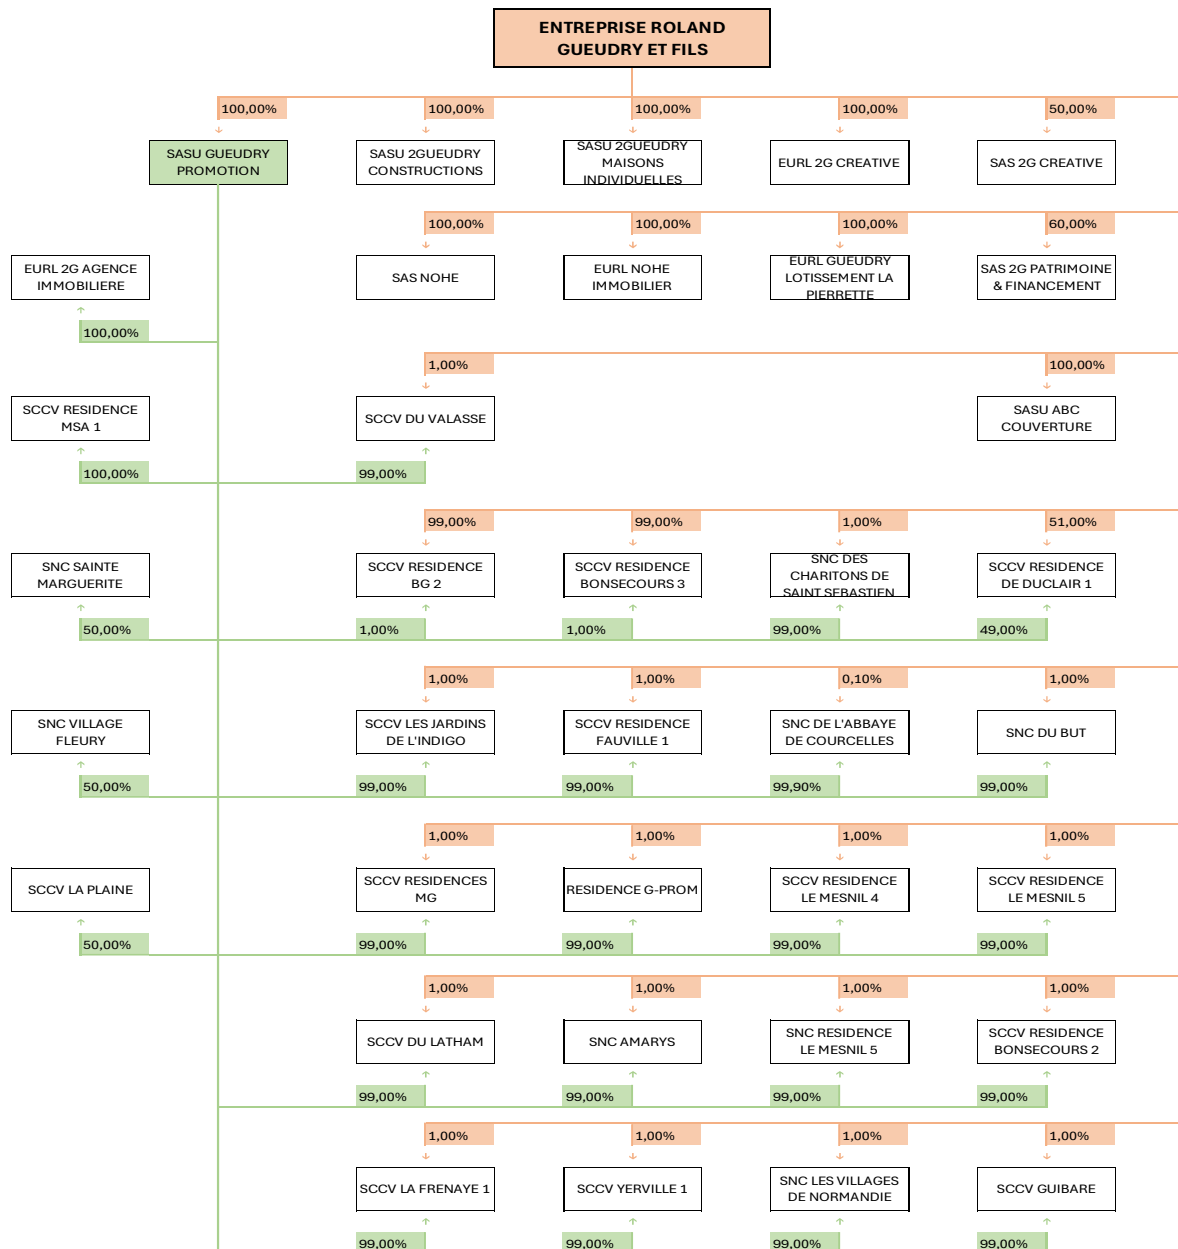 ENTREPRISE ROLAND
GUEUDRY ET FILS
100,00%
100,00%
100,00%
100,00%
50,00%
SASU GUEUDRY
PROMOTION
SASU 2GUEUDRY
CONSTRUCTIONS
SASU 2GUEUDRY
MAISONS
INDIVIDUELLES
EURL 2G CREATIVE
SAS 2G CREATIVE
100,00%
100,00%
100,00%
60,00%
EURL 2G AGENCE
IMMOBILIERE
SAS NOHE
EURL NOHE
IMMOBILIER
EURL GUEUDRY
LOTISSEMENT LA
PIERRETTE
SAS 2G PATRIMOINE
& FINANCEMENT
100,00%
1,00%
100,00%
SCCV RESIDENCE
MSA 1
SCCV DU VALASSE
SASU ABC
COUVERTURE
100,00%
99,00%
99,00%
99,00%
1,00%
51,00%
SNC SAINTE
MARGUERITE
SCCV RESIDENCE
BG 2
SCCV RESIDENCE
BONSECOURS 3
SNC DES
CHARITONS DE
SAINT SEBASTIEN
SCCV RESIDENCE
DE DUCLAIR 1
50,00%
1,00%
1,00%
99,00%
49,00%
1,00%
1,00%
0,10%
1,00%
SNC VILLAGE
FLEURY
SCCV LES JARDINS
DE L'INDIGO
SCCV RESIDENCE
FAUVILLE 1
SNC DE L'ABBAYE
DE COURCELLES
SNC DU BUT
50,00%
99,00%
99,00%
99,90%
99,00%
1,00%
1,00%
1,00%
1,00%
SCCV LA PLAINE
SCCV RESIDENCES
MG
RESIDENCE G-PROM
SCCV RESIDENCE
LE MESNIL 4
SCCV RESIDENCE
LE MESNIL 5
50,00%
99,00%
99,00%
99,00%
99,00%
1,00%
1,00%
1,00%
1,00%
SCCV DU LATHAM
SNC AMARYS
SNC RESIDENCE
LE MESNIL 5
SCCV RESIDENCE
BONSECOURS 2
99,00%
99,00%
99,00%
99,00%
1,00%
1,00%
1,00%
1,00%
SCCV LA FRENAYE 1
SCCV YERVILLE 1
SNC LES VILLAGES
DE NORMANDIE
SCCV GUIBARE
99,00%
99,00%
99,00%
99,00%